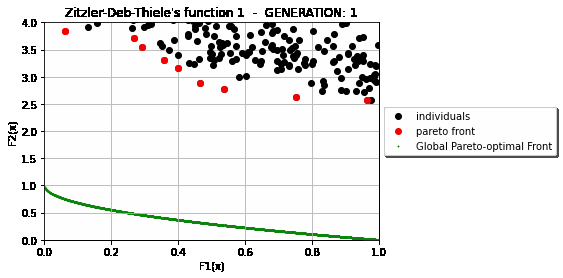 Zitzler-Deb-Thiele's function 1 - GENERATION: 1
4.0
3.5
3.0
2.5
2.0
1.5
1.0
0.5
0.0
F2(x)
0.0 0.2 0.4 0.6 0.8 1.0
F1(x)
individuals
pareto front
Global Pareto-optimal Front